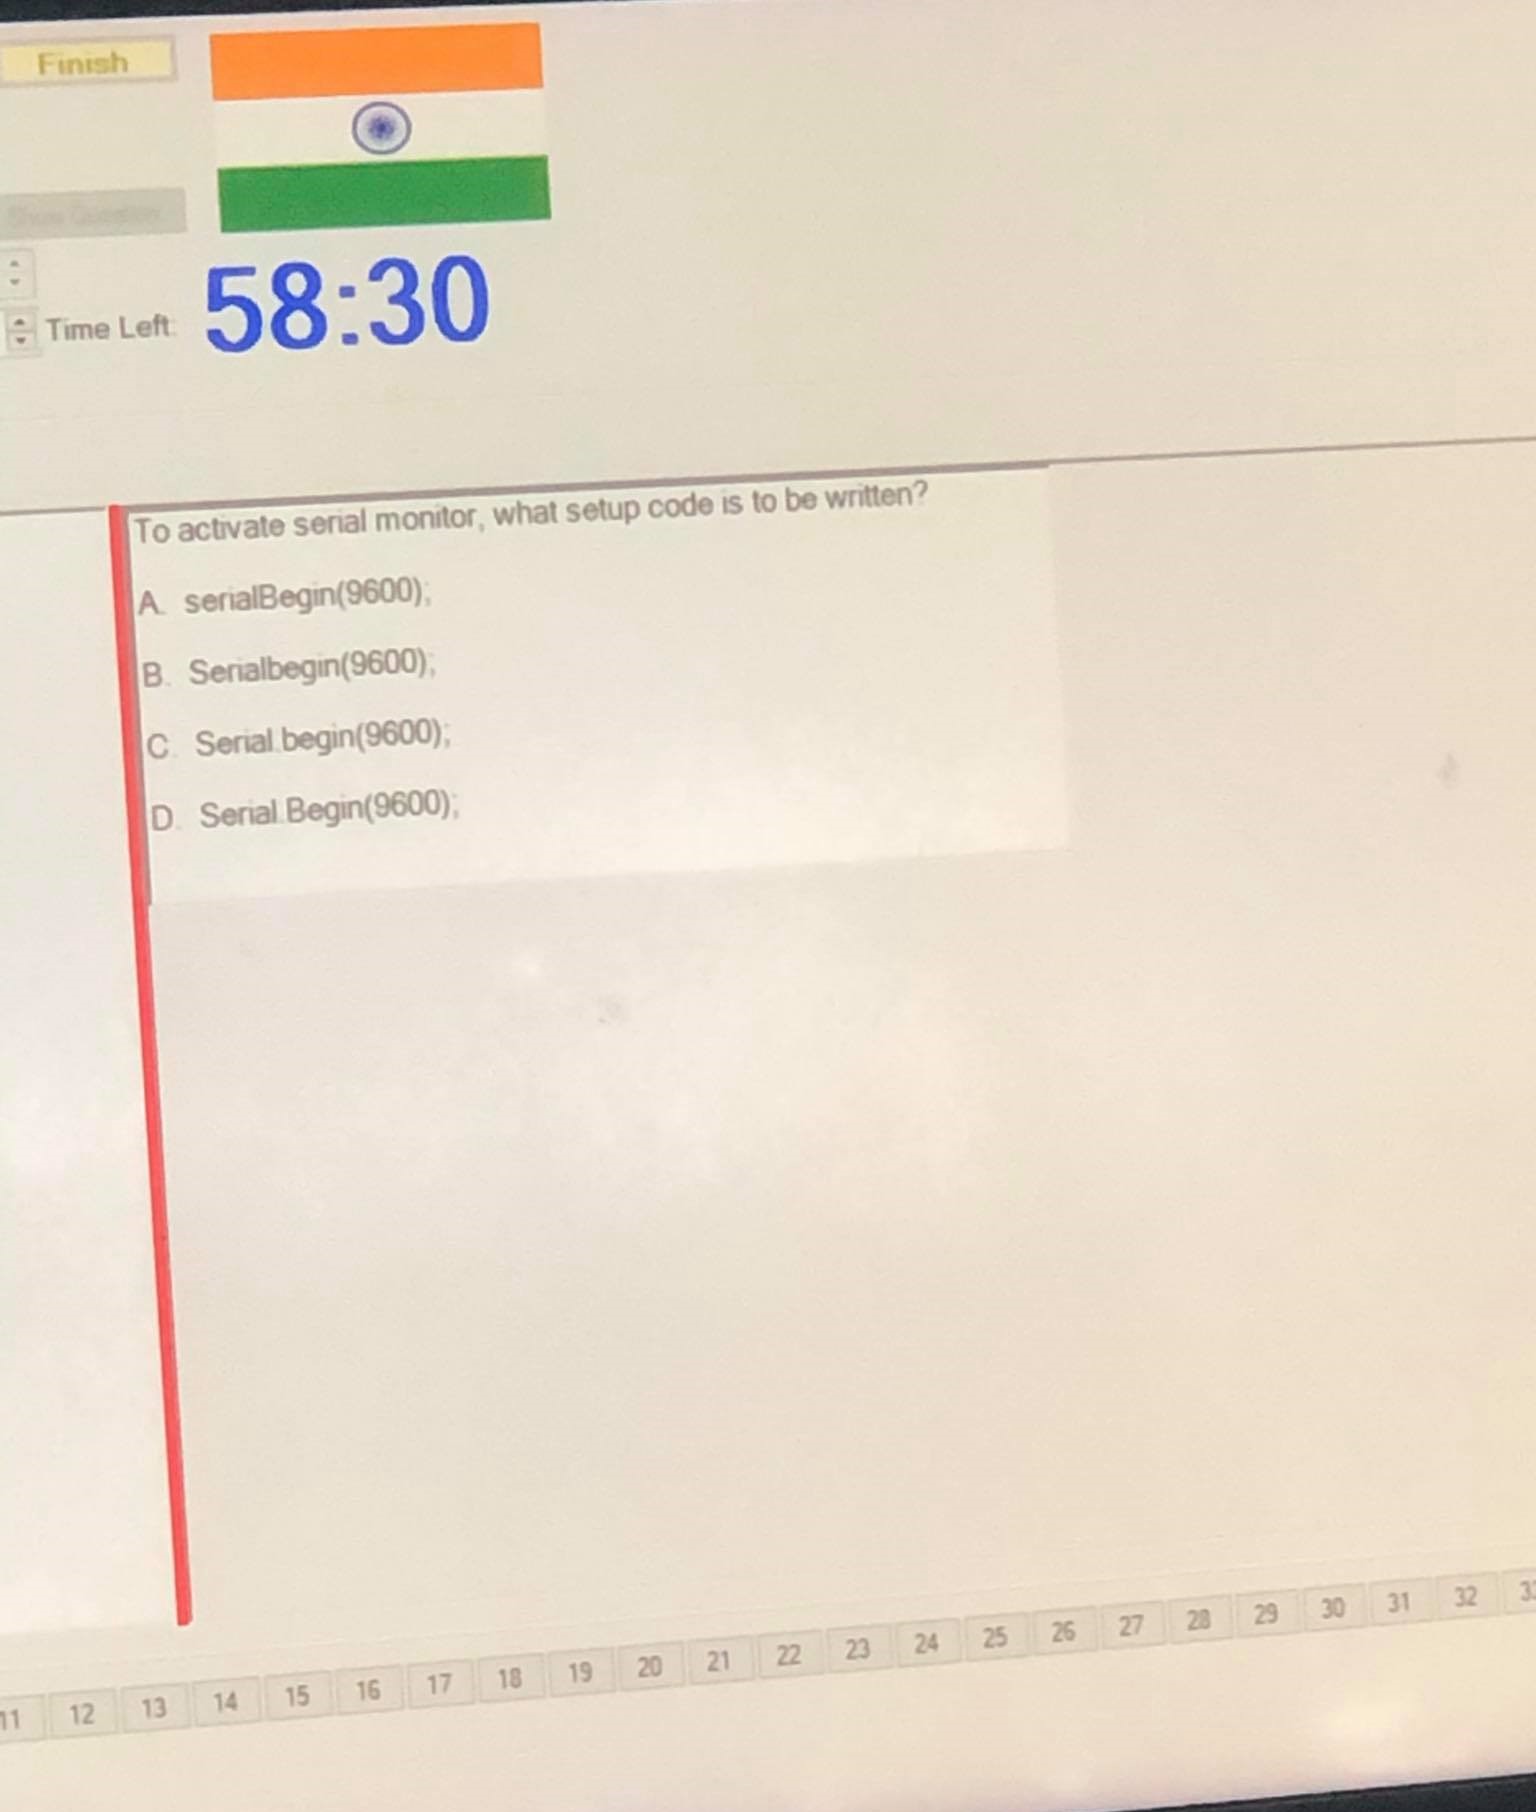 Finish
Show Question
Time Left: 58:30
To activate serial monitor, what setup code is to be written?
A. serialBegin(9600);
B. Serialbegin(9600);
C. Serial.begin(9600);
D. Serial.Begin(9600);
11 12 13 14 15 16 17 18 19 20 21 22 23 24 25 26 27 28 29 30 31 32